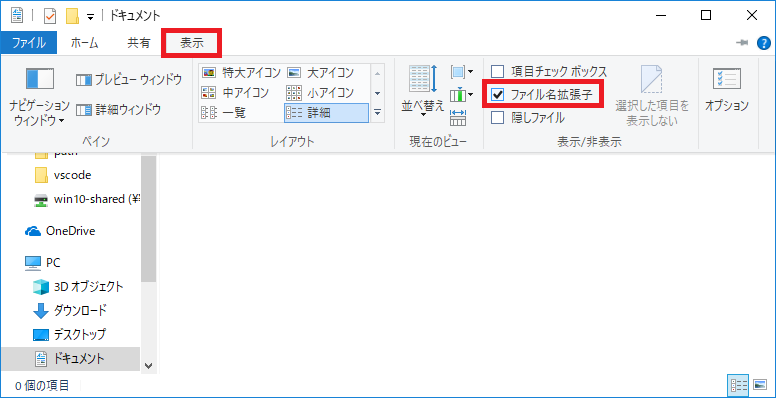 ドキュメント
ファイル ホーム 共有 表示
ナビゲーション
ウィンドウ
プレビュー ウィンドウ
詳細ウィンドウ
ペイン
特大アイコン 大アイコン
中アイコン 小アイコン
一覧 詳細
レイアウト
並べ替え
現在のビュー
項目チェック ボックス
ファイル名拡張子
隠しファイル
選択した項目を
表示しない
表示/非表示
オプション
vscode
win10-shared (¥
OneDrive
PC
3D オブジェクト
ダウンロード
デスクトップ
ドキュメント
0 個の項目